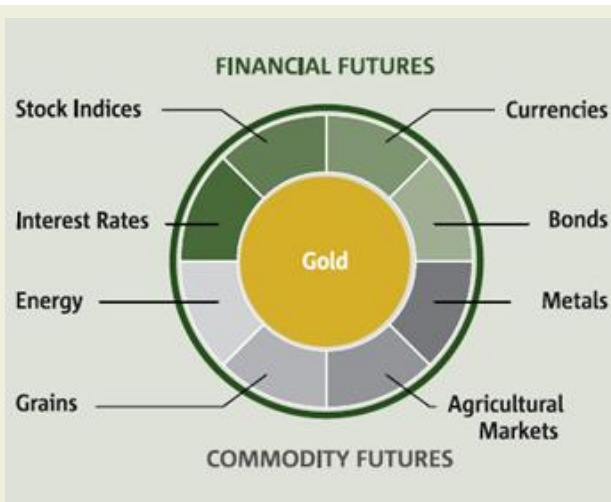 FINANCIAL FUTURES
Stock Indices
Currencies
Interest Rates
Bonds
Gold
Energy
Metals
Grains
Agricultural
Markets
COMMODITY FUTURES